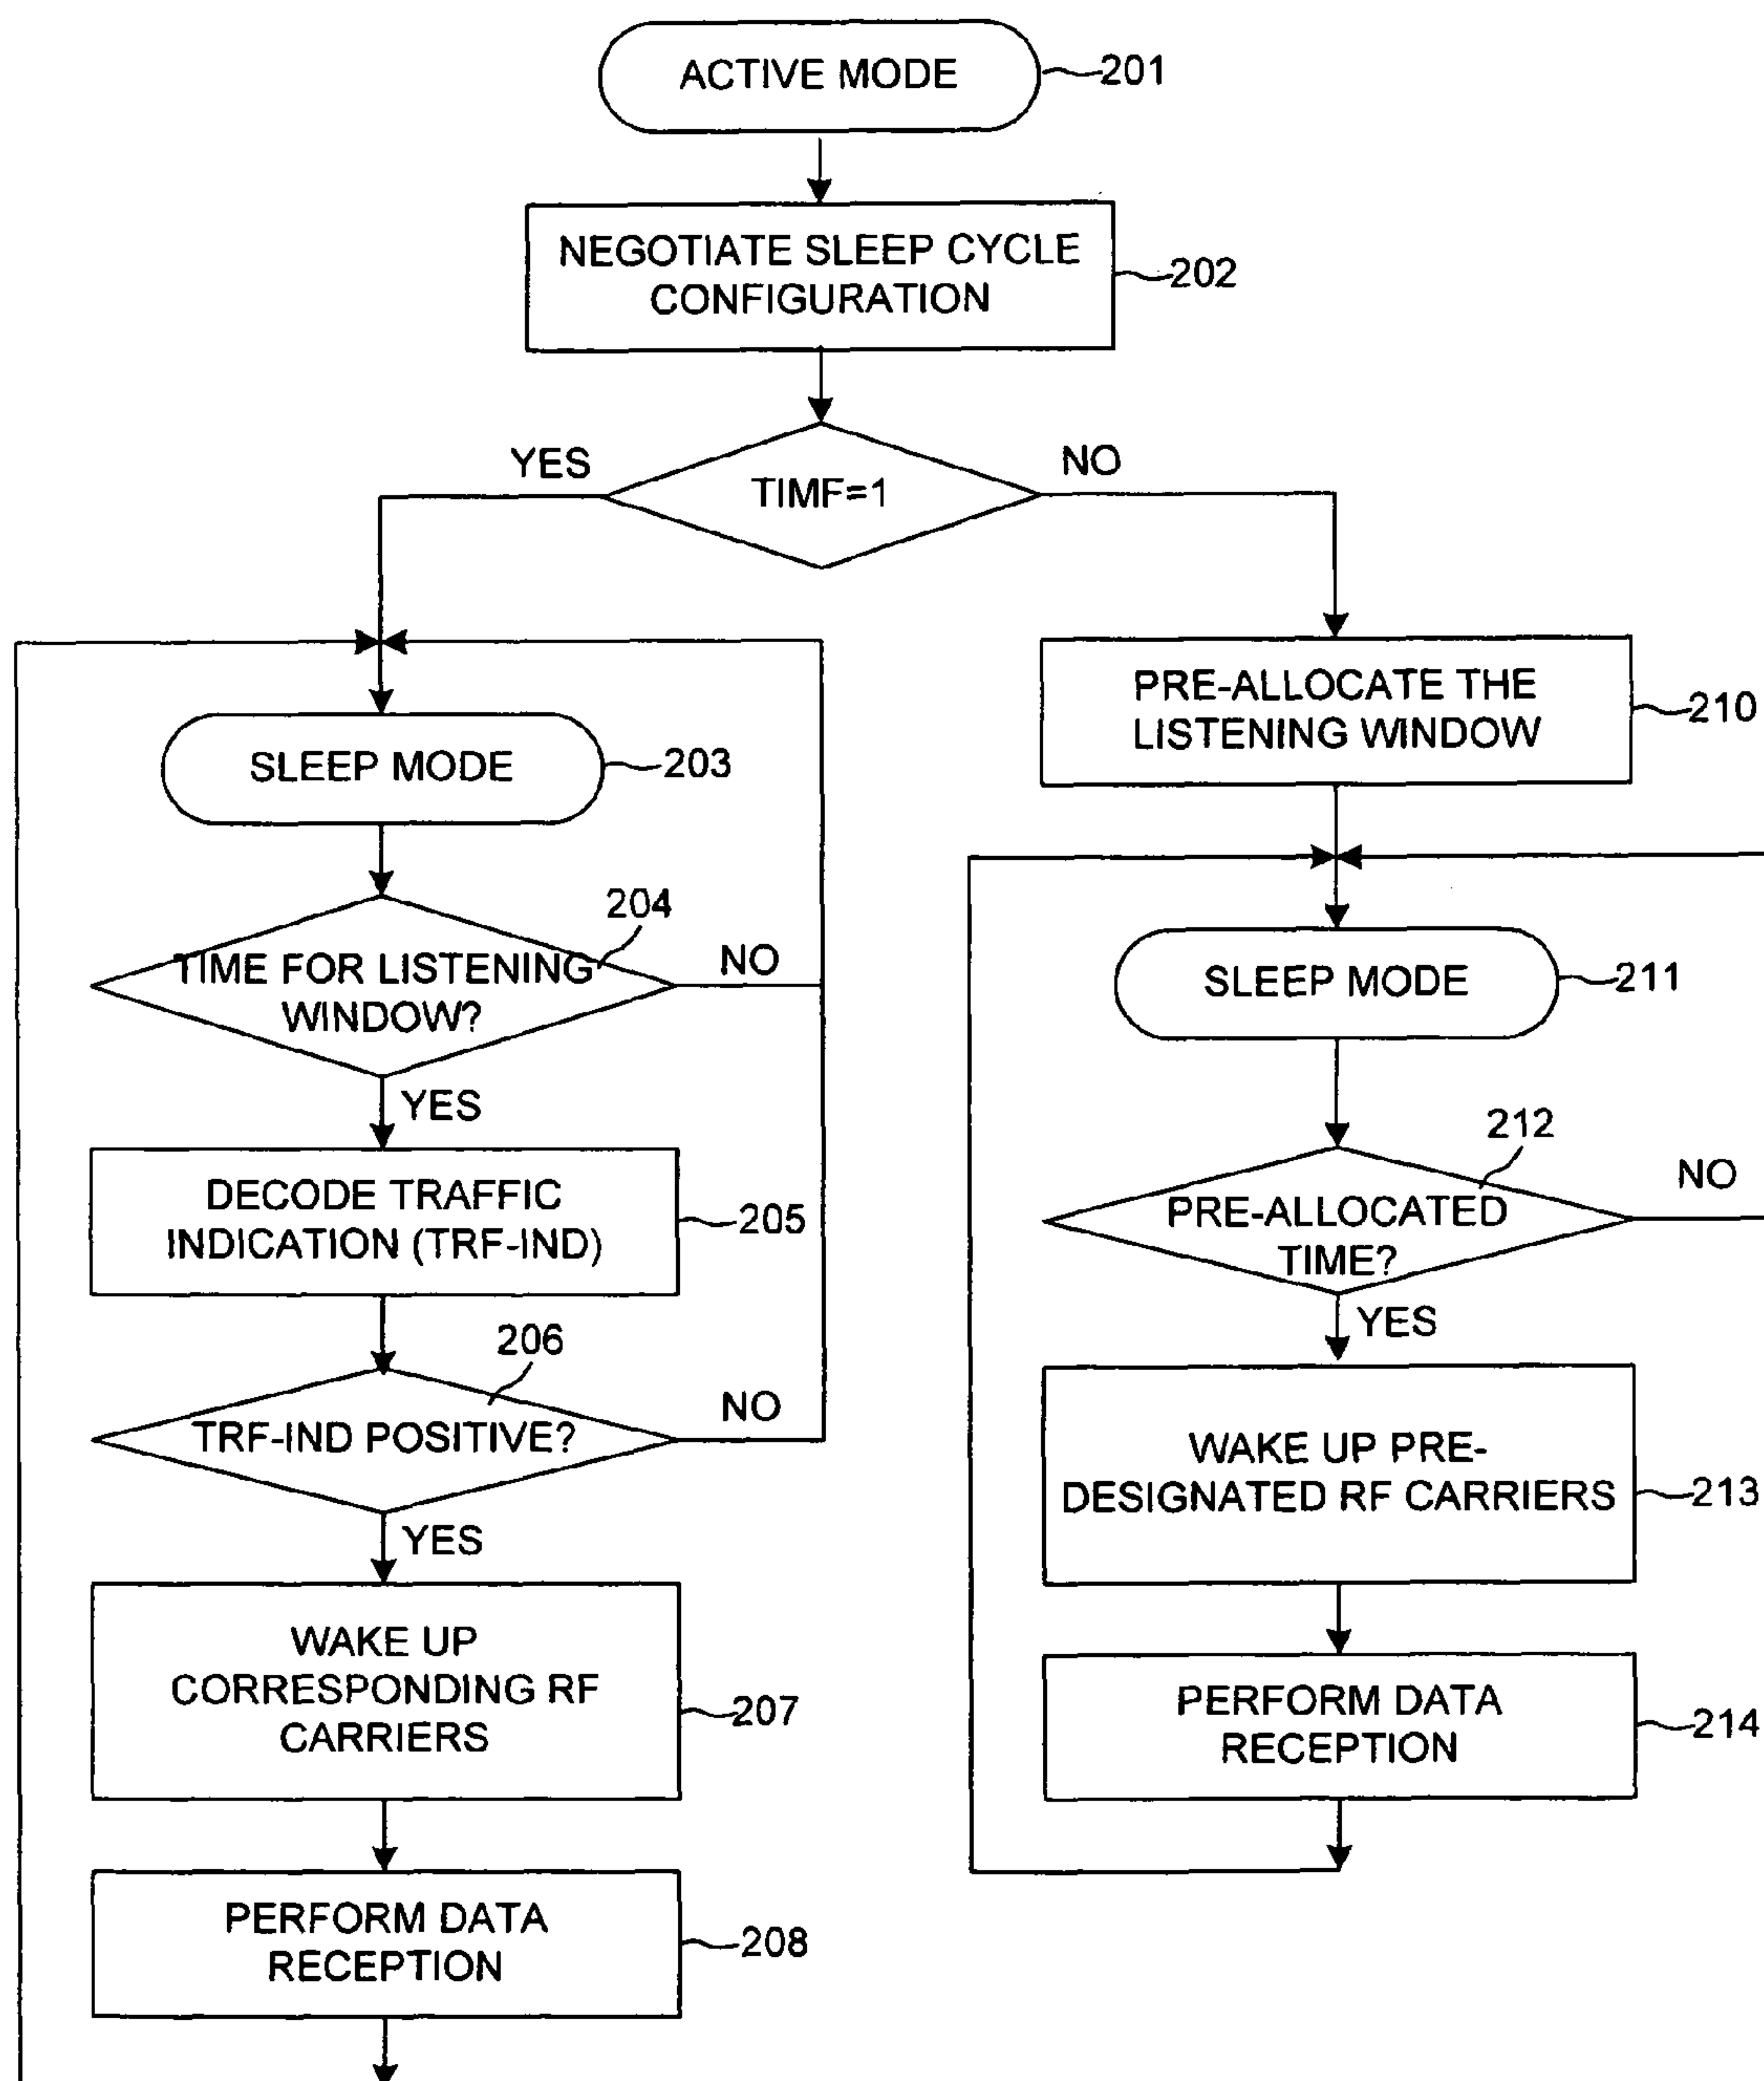 ACTIVE MODE
201
NEGOTIATE SLEEP CYCLE
CONFIGURATION
202
YES
TIMF=1
NO
SLEEP MODE
203
204
TIME FOR LISTENING
WINDOW?
NO
YES
DECODE TRAFFIC
INDICATION (TRF-IND)
205
206
TRF-IND POSITIVE?
NO
YES
WAKE UP
CORRESPONDING RF
CARRIERS
207
PERFORM DATA
RECEPTION
208
PRE-ALLOCATE THE
LISTENING WINDOW
210
SLEEP MODE
211
212
PRE-ALLOCATED
TIME?
NO
YES
WAKE UP PRE-
DESIGNATED RF CARRIERS
213
PERFORM DATA
RECEPTION
214